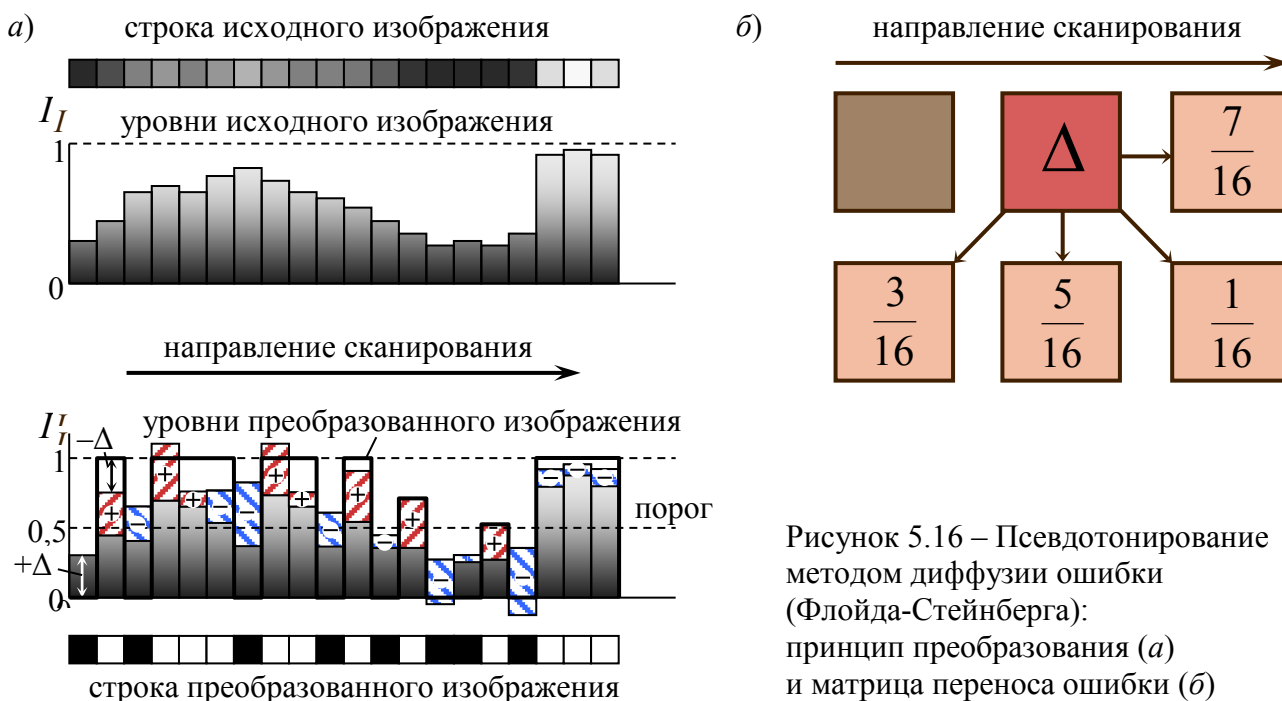 а)
строка исходного изображения
I I
уровни исходного изображения
1
0
направление сканирования
I I
уровни преобразованного изображения
−Δ
1
+ − + + − − + + − + − + − + − − − −
порог
0,5
+Δ
0
строка преобразованного изображения
б)
направление сканирования
Δ
7
16
3
16
5
16
1
16
Рисунок 5.16 – Псевдотонирование
методом диффузии ошибки
(Флойда-Стейнберга):
принцип преобразования (а)
и матрица переноса ошибки (б)